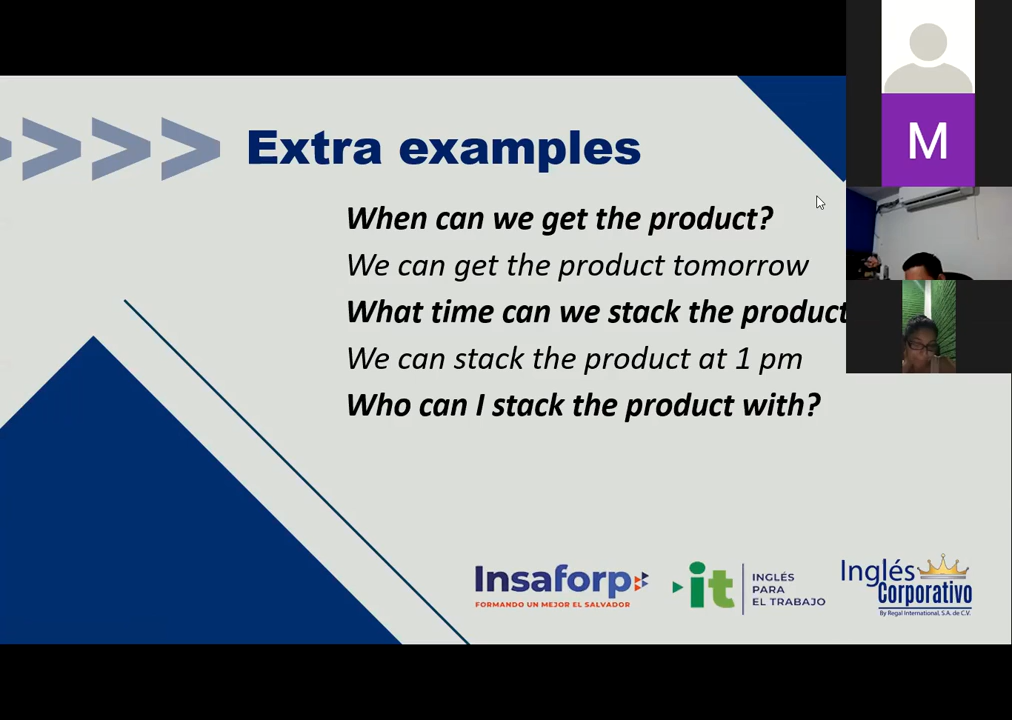 Extra examples
M
When can we get the product?
We can get the product tomorrow
What time can we stack the product
We can stack the product at 1 pm
Who can I stack the product with?
Insaforp
FORMANDO UN MEJOR EL SALVADOR
it
INGLÉS
PARA
EL TRABAJO
Inglés
Corporativo
By Regal International, S.A. de C.V.